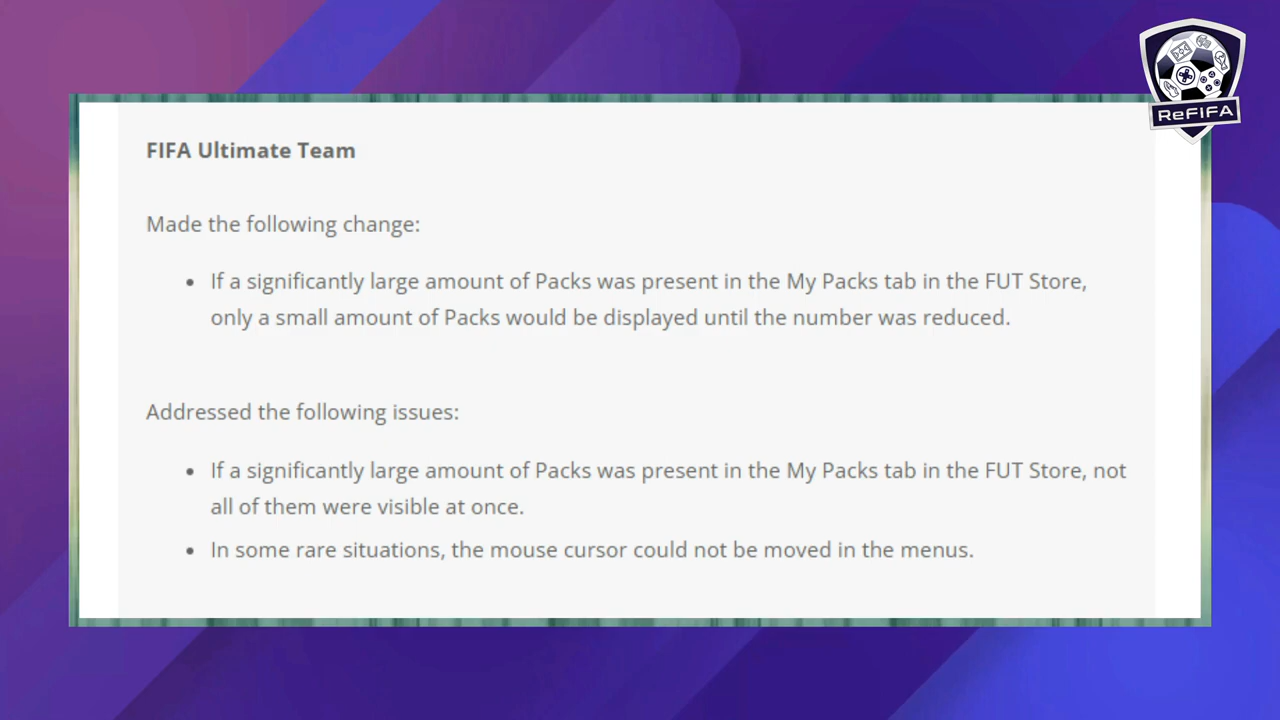 ReFIFA
FIFA Ultimate Team
Made the following change:
• If a significantly large amount of Packs was present in the My Packs tab in the FUT Store,
only a small amount of Packs would be displayed until the number was reduced.
Addressed the following issues:
• If a significantly large amount of Packs was present in the My Packs tab in the FUT Store, not
all of them were visible at once.
• In some rare situations, the mouse cursor could not be moved in the menus.